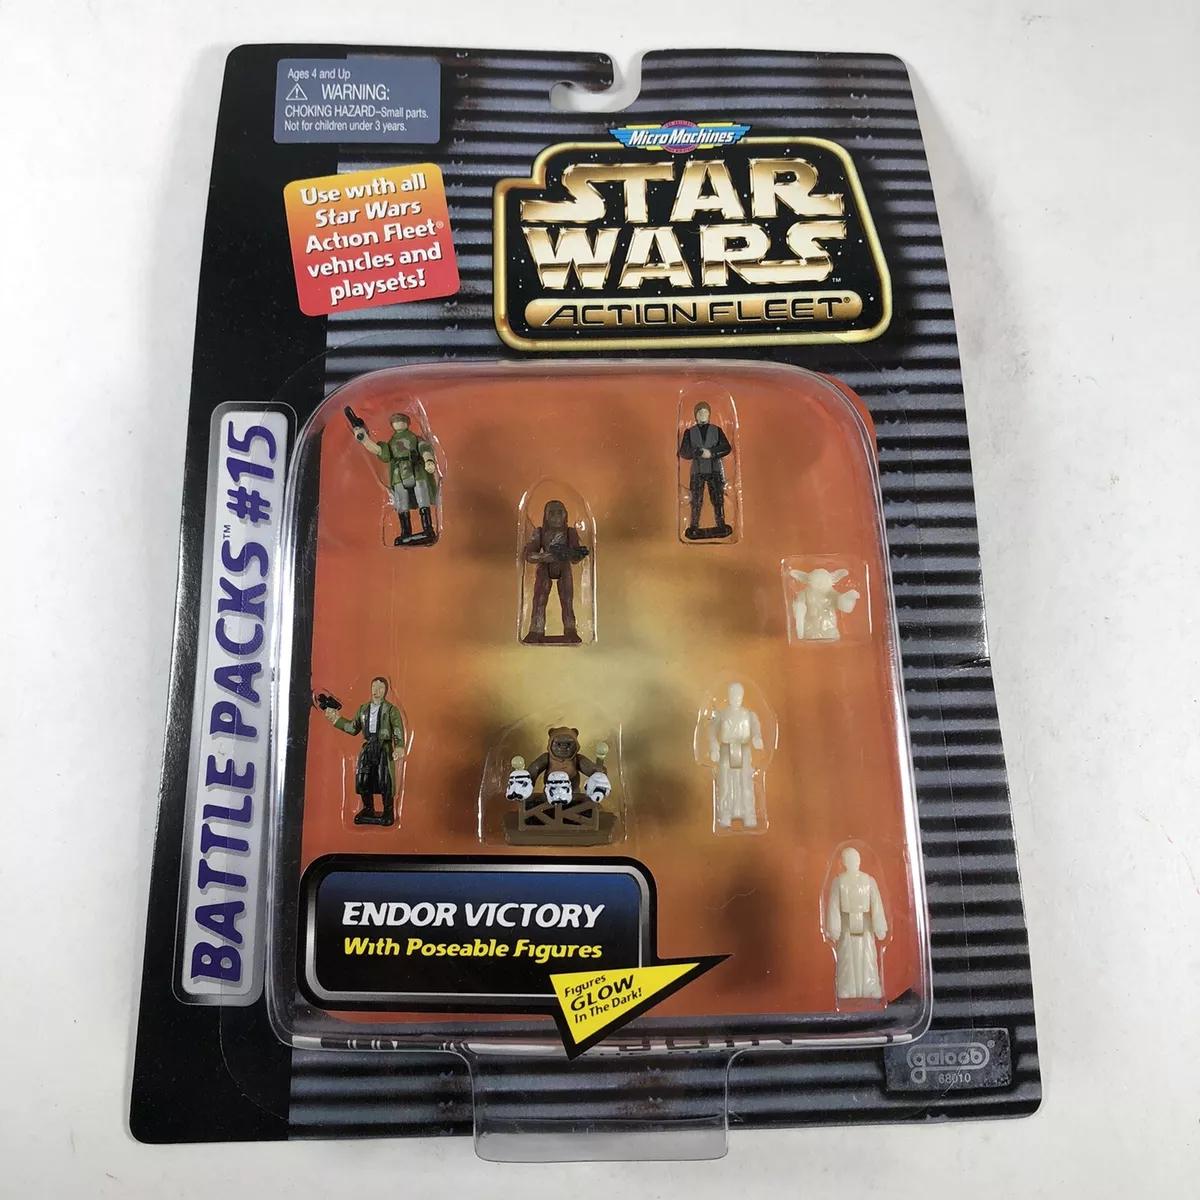 Ages 4 and Up
⚠ WARNING:
CHOKING HAZARD–Small parts.
Not for children under 3 years.
Use with all
Star Wars
Action Fleet®
vehicles and
playsets!
Micro Machines
STAR
WARS™
ACTION FLEET®
BATTLE PACKS™ #15
ENDOR VICTORY
With Poseable Figures
Figures
GLOW
In The Dark!
galoob®
68010